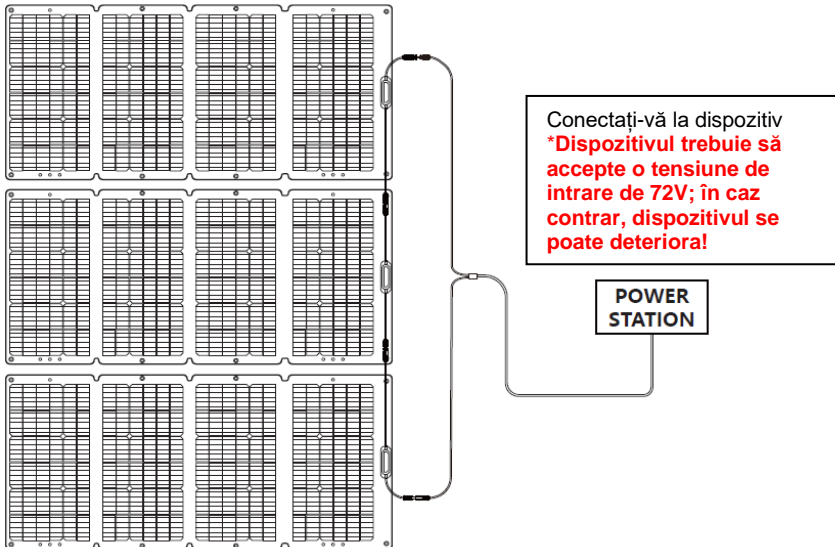 Conectați-vă la dispozitiv
*Dispozitivul trebuie să
accepte o tensiune de
intrare de 72V; în caz
contrar, dispozitivul se
poate deteriora!
POWER
STATION